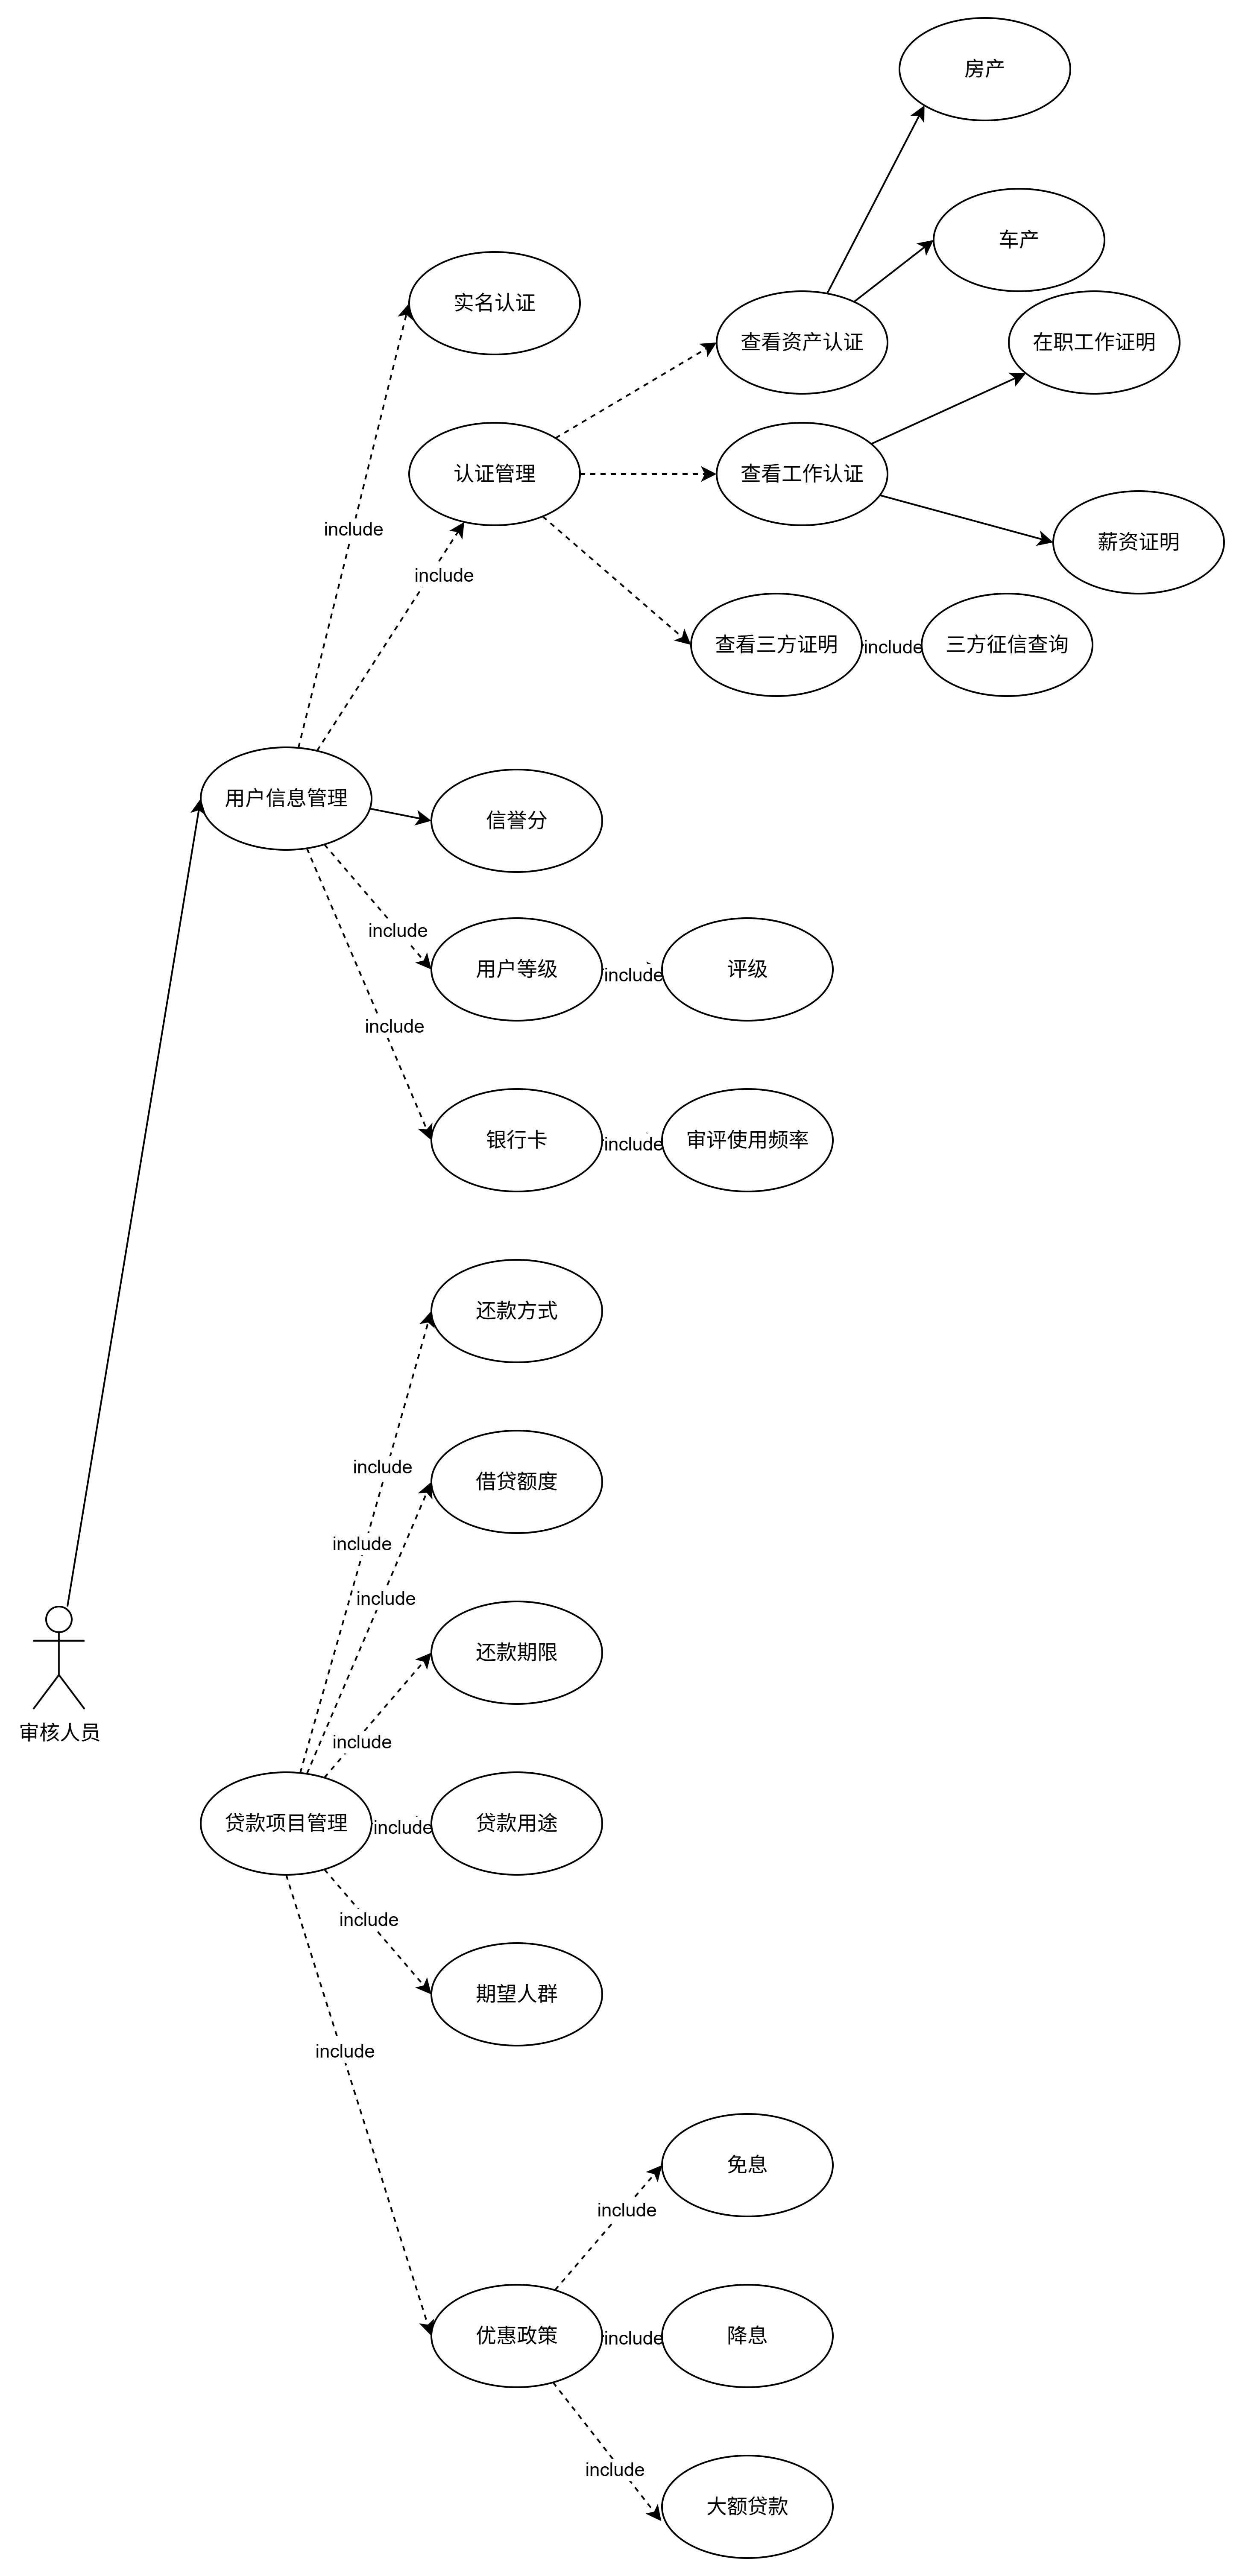 房产
车产
实名认证
查看资产认证
在职工作证明
认证管理
查看工作认证
include
薪资证明
include
查看三方证明
include
三方征信查询
用户信息管理
信誉分
include
用户等级
include
评级
include
银行卡
include
审评使用频率
还款方式
include
借贷额度
include
include
还款期限
审核人员
include
贷款项目管理
include
贷款用途
include
期望人群
include
免息
include
优惠政策
include
降息
include
大额贷款